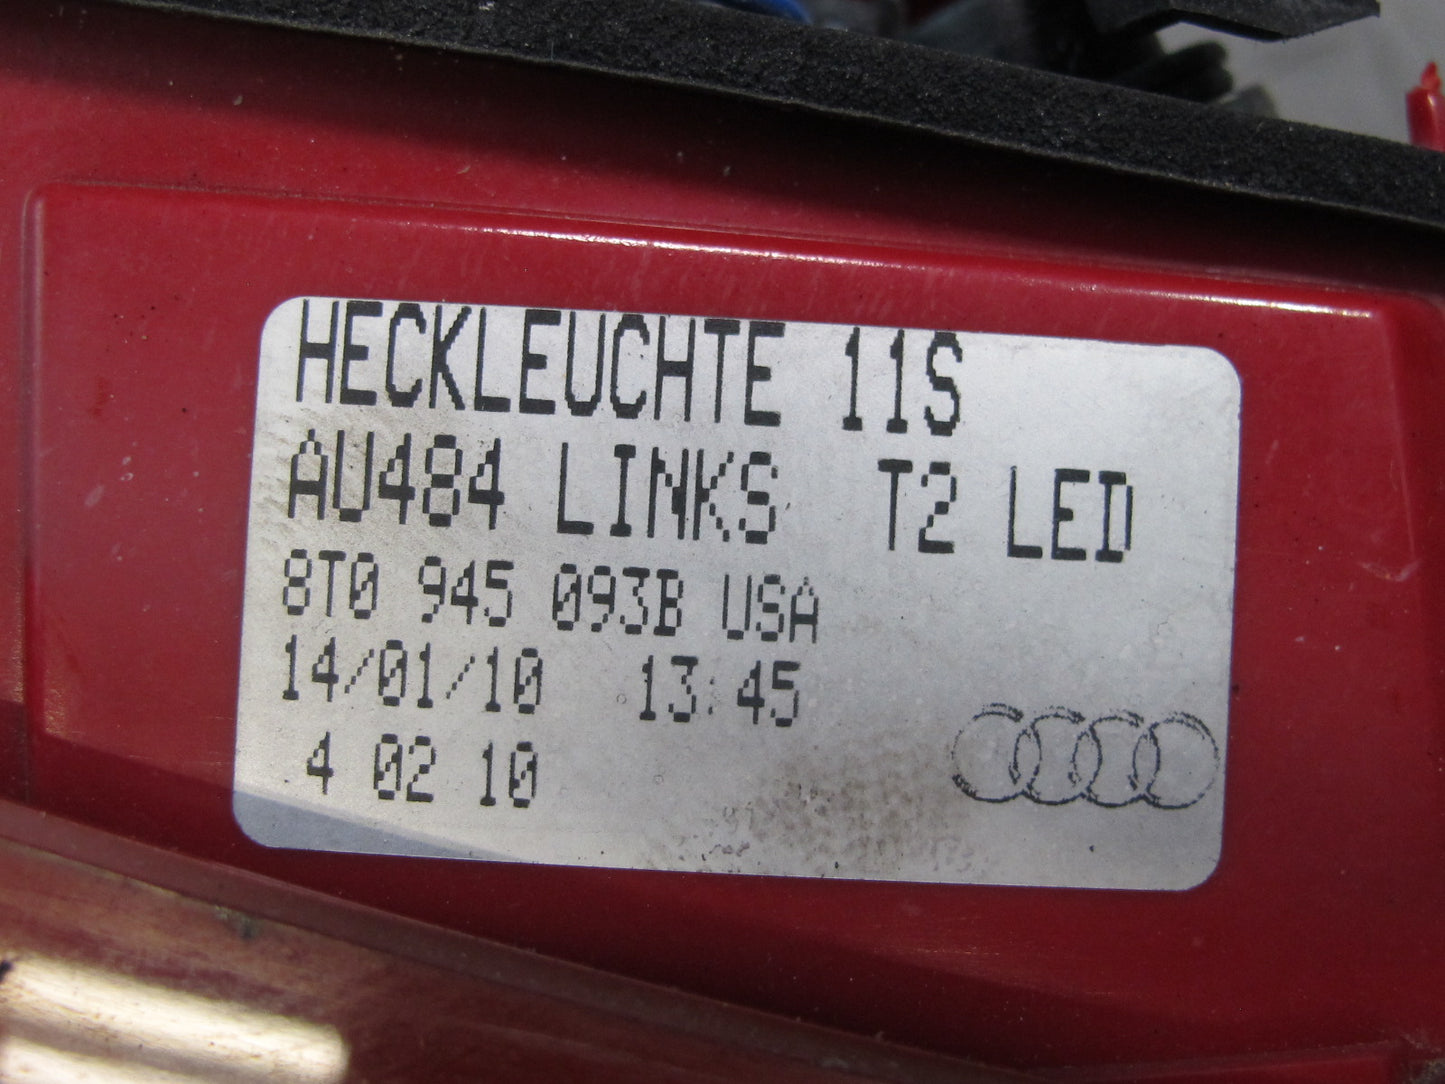 HECKLEUCHTE 11S
AU484 LINKS T2 LED
8T0 945 093B USA
14/01/10 13:45
4 02 10